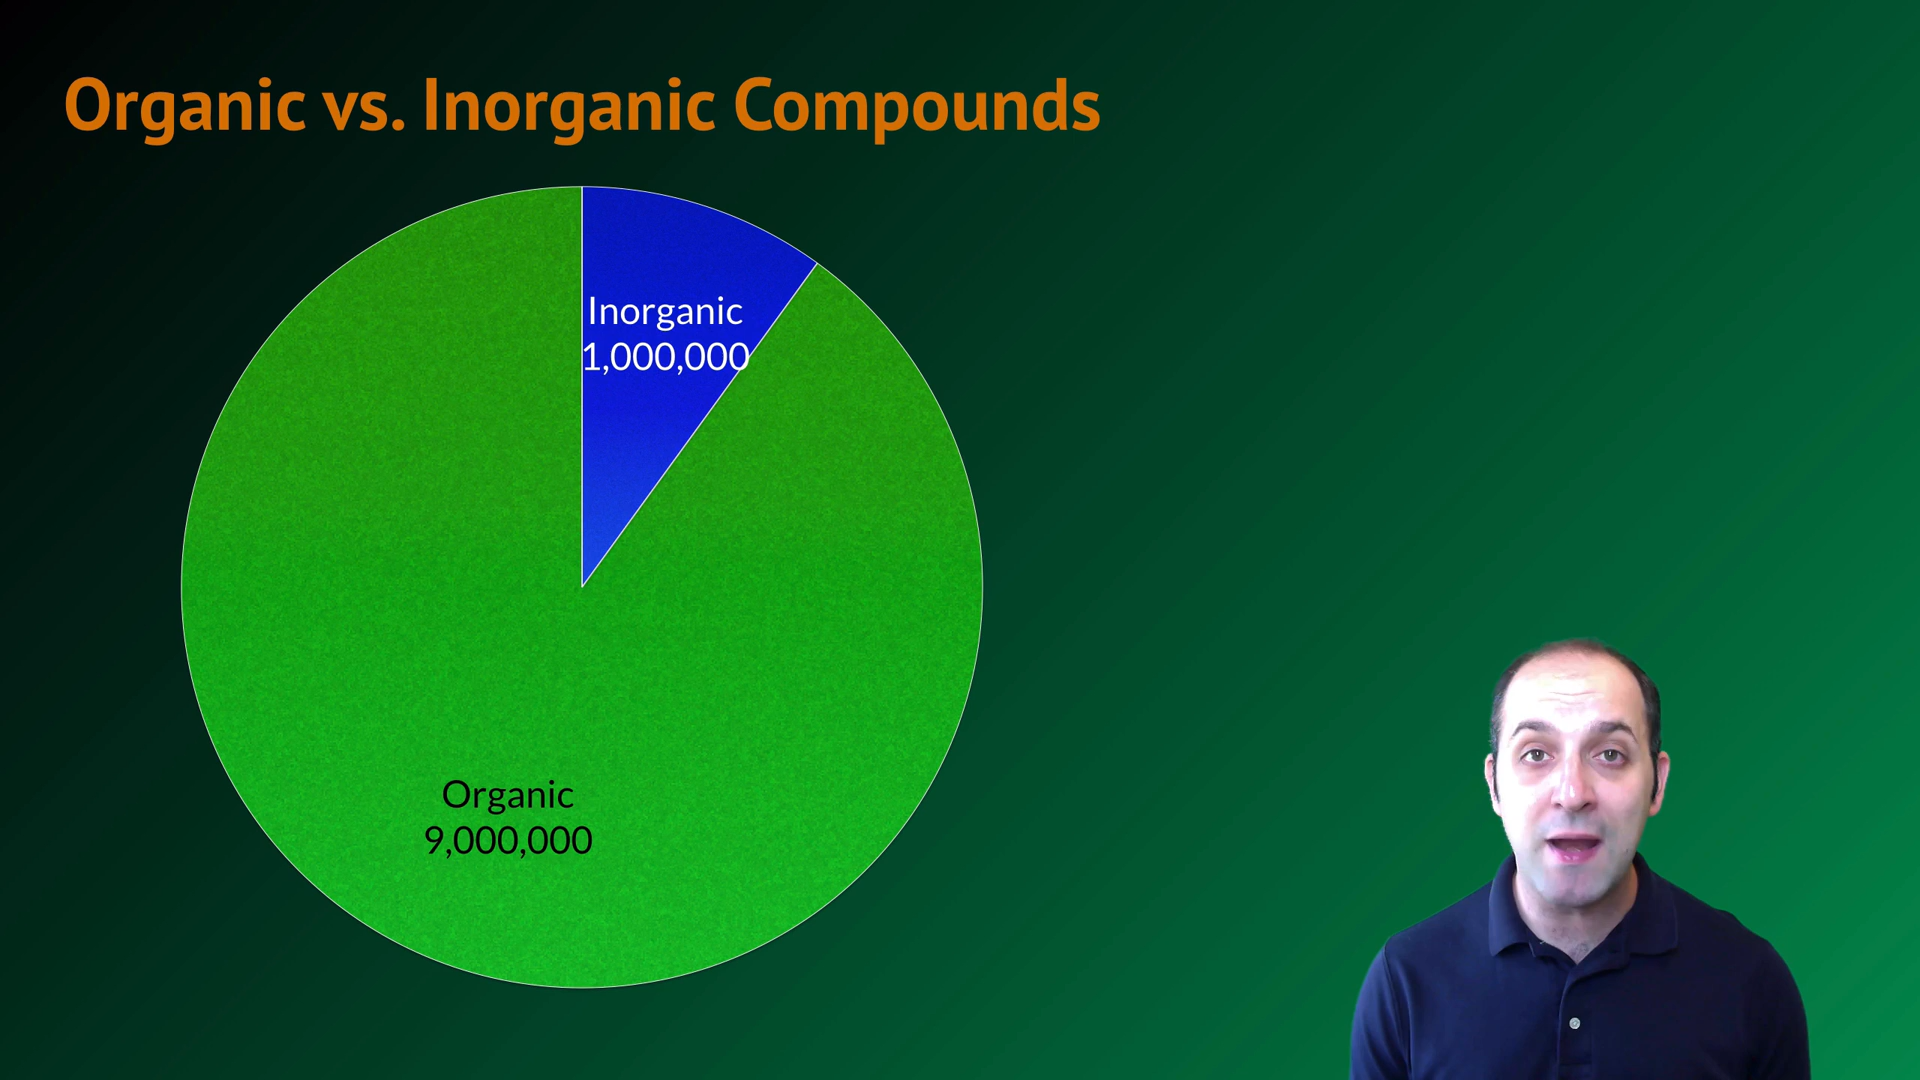 Organic vs. Inorganic Compounds
Inorganic
1,000,000
Organic
9,000,000